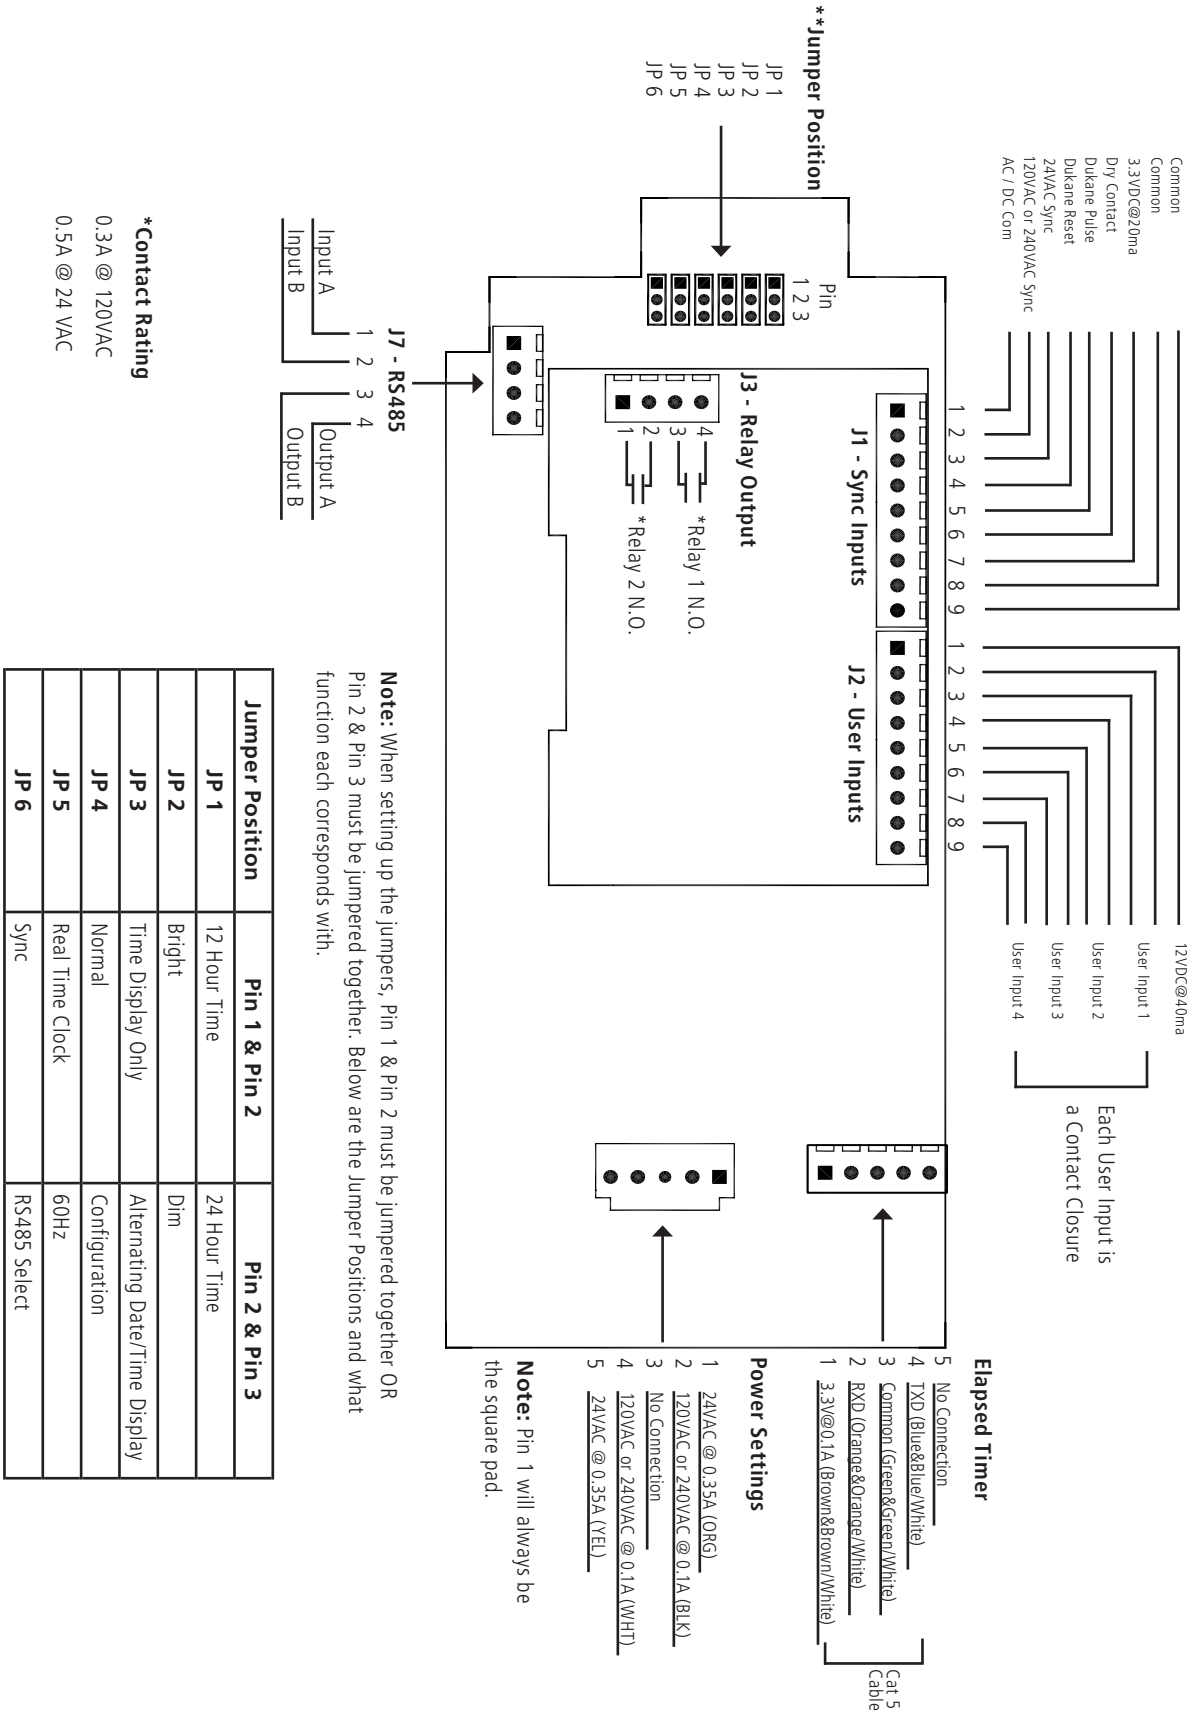 Common
Common
3.3VDC@20ma
Dry Contact
Dukane Pulse
Dukane Reset
24VAC Sync
120VAC or 240VAC Sync
AC / DC Com
12VDC@40ma
User Input 1
User Input 2
User Input 3
User Input 4
Each User Input is
a Contact Closure
1 2 3 4 5 6 7 8 9
1 2 3 4 5 6 7 8 9
J1 - Sync Inputs
J2 - User Inputs
Elapsed Timer
5 No Connection
4 TXD (Blue&Blue/White)
3 Common (Green&Green/White)
2 RXD (Orange&Orange/White)
1 3.3V@0.1A (Brown&Brown/White)
Cat 5
Cable
**Jumper Position
JP 1
JP 2
JP 3
JP 4
JP 5
JP 6
Pin
1 2 3
J3 - Relay Output
4
3
2
1
*Relay 1 N.O.
*Relay 2 N.O.
Power Settings
1 24VAC @ 0.35A (ORG)
2 120VAC or 240VAC @ 0.1A (BLK)
3 No Connection
4 120VAC or 240VAC @ 0.1A (WHT)
5 24VAC @ 0.35A (YEL)
Note: Pin 1 will always be
the square pad.
J7 - RS485
1 2 3 4
Input A
Input B
Output A
Output B
Note: When setting up the jumpers, Pin 1 & Pin 2 must be jumpered together OR
Pin 2 & Pin 3 must be jumpered together. Below are the Jumper Positions and what
function each corresponds with.
*Contact Rating
0.3A @ 120VAC
0.5A @ 24 VAC
Jumper Position Pin 1 & Pin 2 Pin 2 & Pin 3
JP 1 12 Hour Time 24 Hour Time
JP 2 Bright Dim
JP 3 Time Display Only Alternating Date/Time Display
JP 4 Normal Configuration
JP 5 Real Time Clock 60Hz
JP 6 Sync RS485 Select